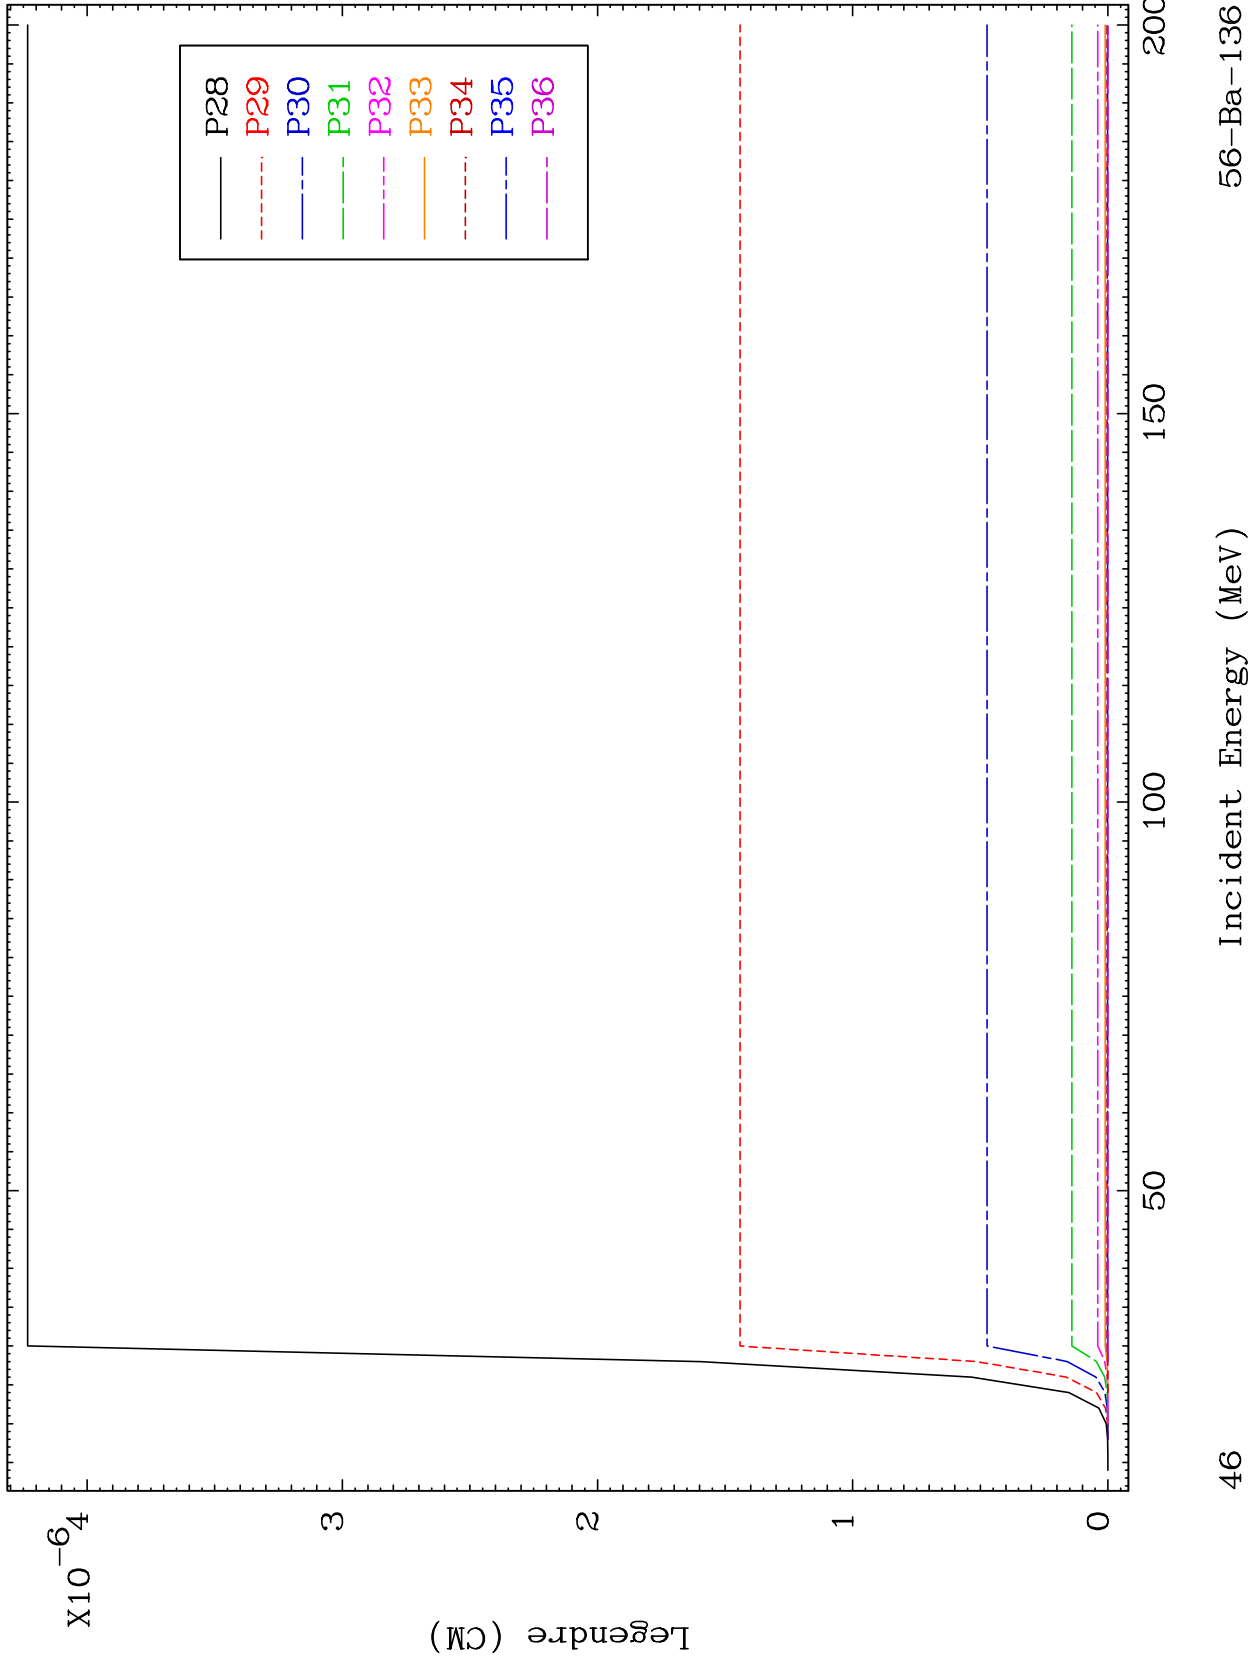 X10−6
4
3
2
1
0
Legendre (CM)
P28
P29
P30
P31
P32
P33
P34
P35
P36
50
100
150
200
Incident Energy (MeV)
46
56−Ba−136